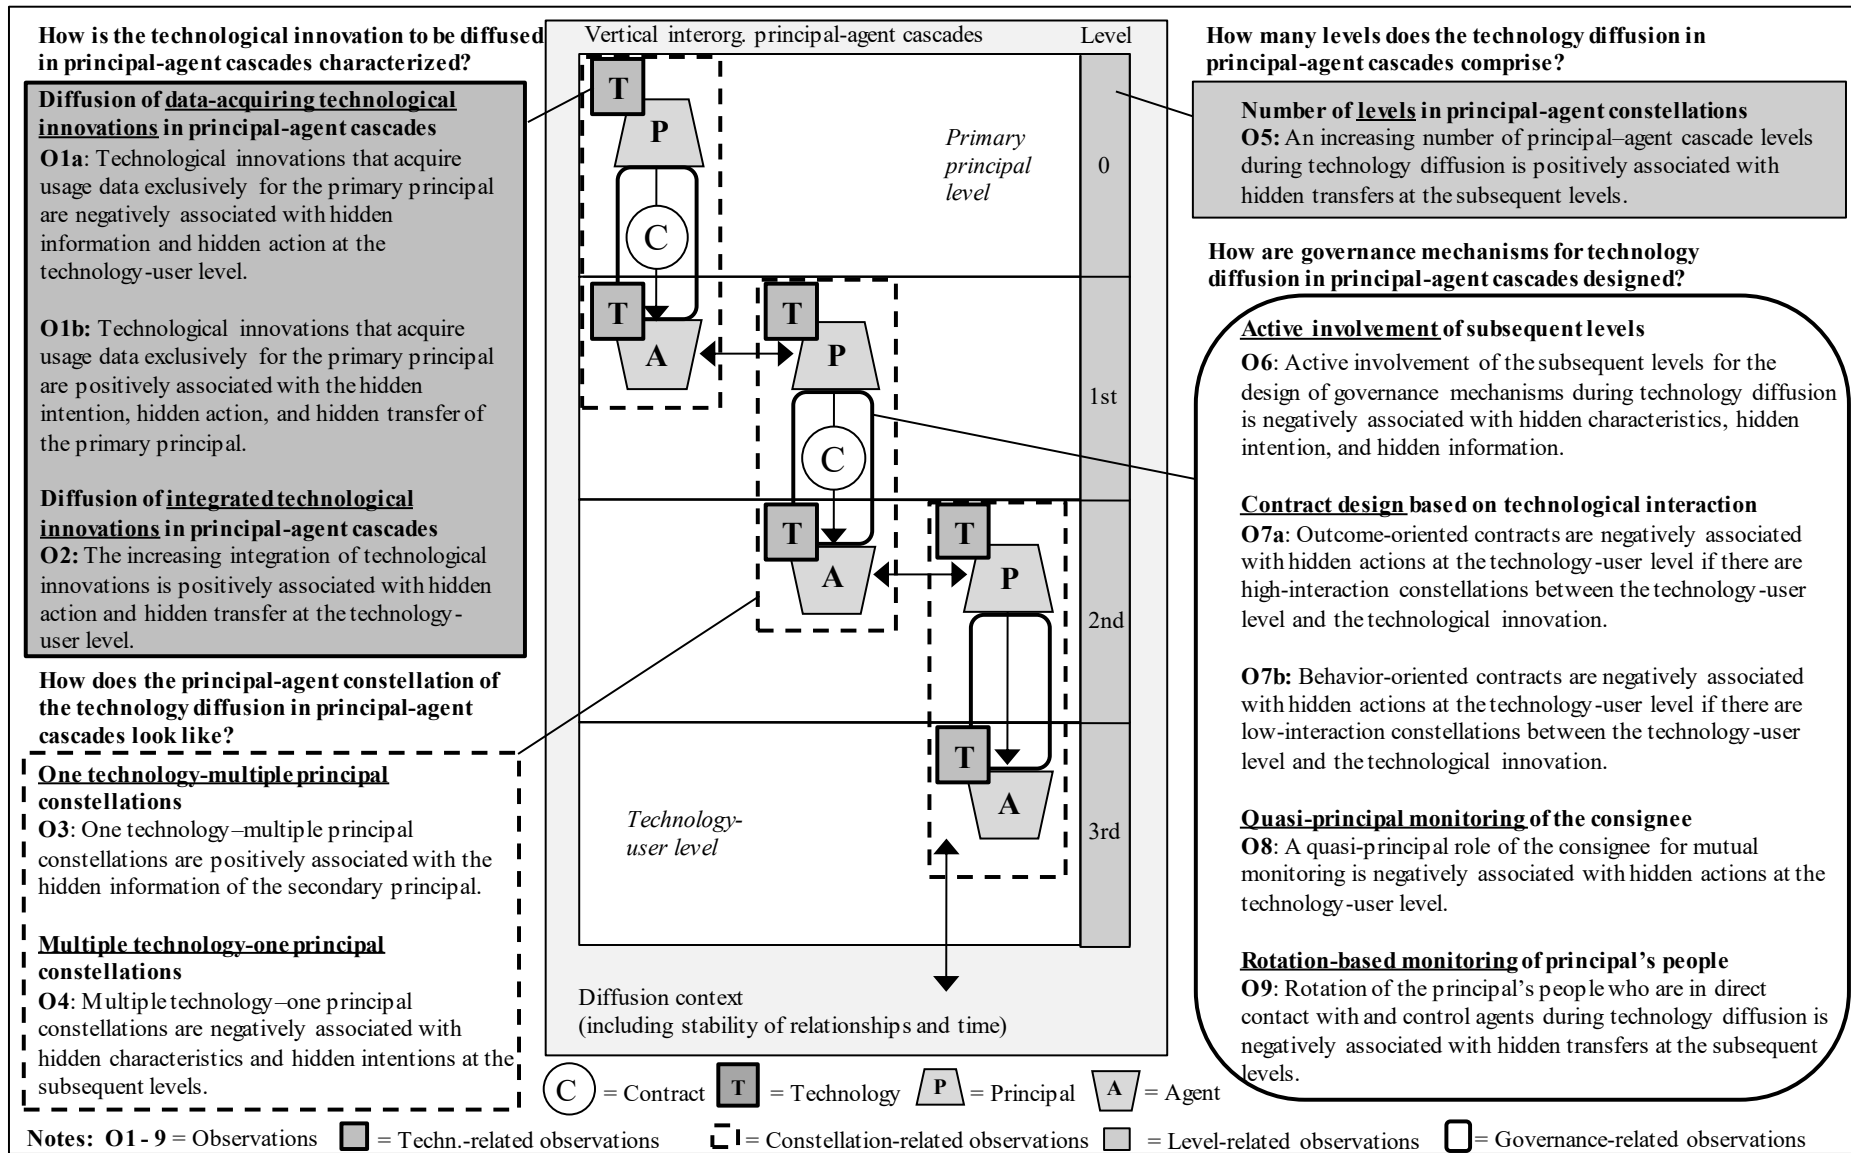 How is the technological innovation to be diffused
in principal-agent cascades characterized?
Diffusion of data-acquiring technological
innovations in principal-agent cascades
O1a: Technological innovations that acquire
usage data exclusively for the primary principal
are negatively associated with hidden
information and hidden action at the
technology-user level.
O1b: Technological innovations that acquire
usage data exclusively for the primary principal
are positively associated with the hidden
intention, hidden action, and hidden transfer of
the primary principal.
Diffusion of integrated technological
innovations in principal-agent cascades
O2: The increasing integration of technological
innovations is positively associated with hidden
action and hidden transfer at the technology-
user level.
How does the principal-agent constellation of
the technology diffusion in principal-agent
cascades look like?
One technology-multiple principal
constellations
O3: One technology–multiple principal
constellations are positively associated with the
hidden information of the secondary principal.
Multiple technology-one principal
constellations
O4: Multiple technology–one principal
constellations are negatively associated with
hidden characteristics and hidden intentions at the
subsequent levels.
Vertical interorg. principal-agent cascades
Level
T
P
Primary
principal
level
0
C
T
A
T
P
1st
C
T
A
T
P
2nd
T
A
Technology-
user level
3rd
Diffusion context
(including stability of relationships and time)
How many levels does the technology diffusion in
principal-agent cascades comprise?
Number of levels in principal-agent constellations
O5: An increasing number of principal–agent cascade levels
during technology diffusion is positively associated with
hidden transfers at the subsequent levels.
How are governance mechanisms for technology
diffusion in principal-agent cascades designed?
Active involvement of subsequent levels
O6: Active involvement of the subsequent levels for the
design of governance mechanisms during technology diffusion
is negatively associated with hidden characteristics, hidden
intention, and hidden information.
Contract design based on technological interaction
O7a: Outcome-oriented contracts are negatively associated
with hidden actions at the technology-user level if there are
high-interaction constellations between the technology-user
level and the technological innovation.
O7b: Behavior-oriented contracts are negatively associated
with hidden actions at the technology-user level if there are
low-interaction constellations between the technology-user
level and the technological innovation.
Quasi-principal monitoring of the consignee
O8: A quasi-principal role of the consignee for mutual
monitoring is negatively associated with hidden actions at the
technology-user level.
Rotation-based monitoring of principal’s people
O9: Rotation of the principal’s people who are in direct
contact with and control agents during technology diffusion is
negatively associated with hidden transfers at the subsequent
levels.
C = Contract T = Technology P = Principal A = Agent
Notes: O1 - 9 = Observations = Techn.-related observations = Constellation-related observations = Level-related observations = Governance-related observations